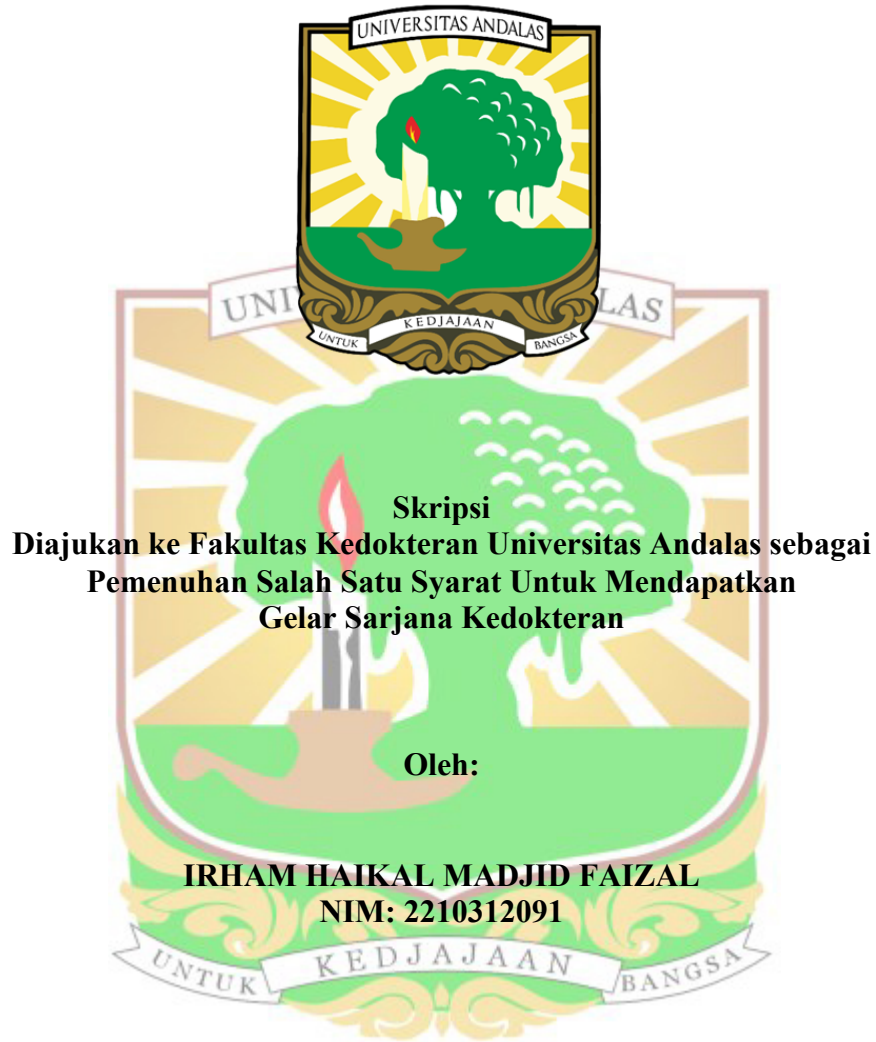 UNIVERSITAS ANDALAS
UNTUK KEDJAJAAN BANGSA
UNI LAS
Skripsi
Diajukan ke Fakultas Kedokteran Universitas Andalas sebagai
Pemenuhan Salah Satu Syarat Untuk Mendapatkan
Gelar Sarjana Kedokteran
Oleh:
IRHAM HAIKAL MADJID FAIZAL
NIM: 2210312091
UNTUK KEDJAJAAN BANGSA